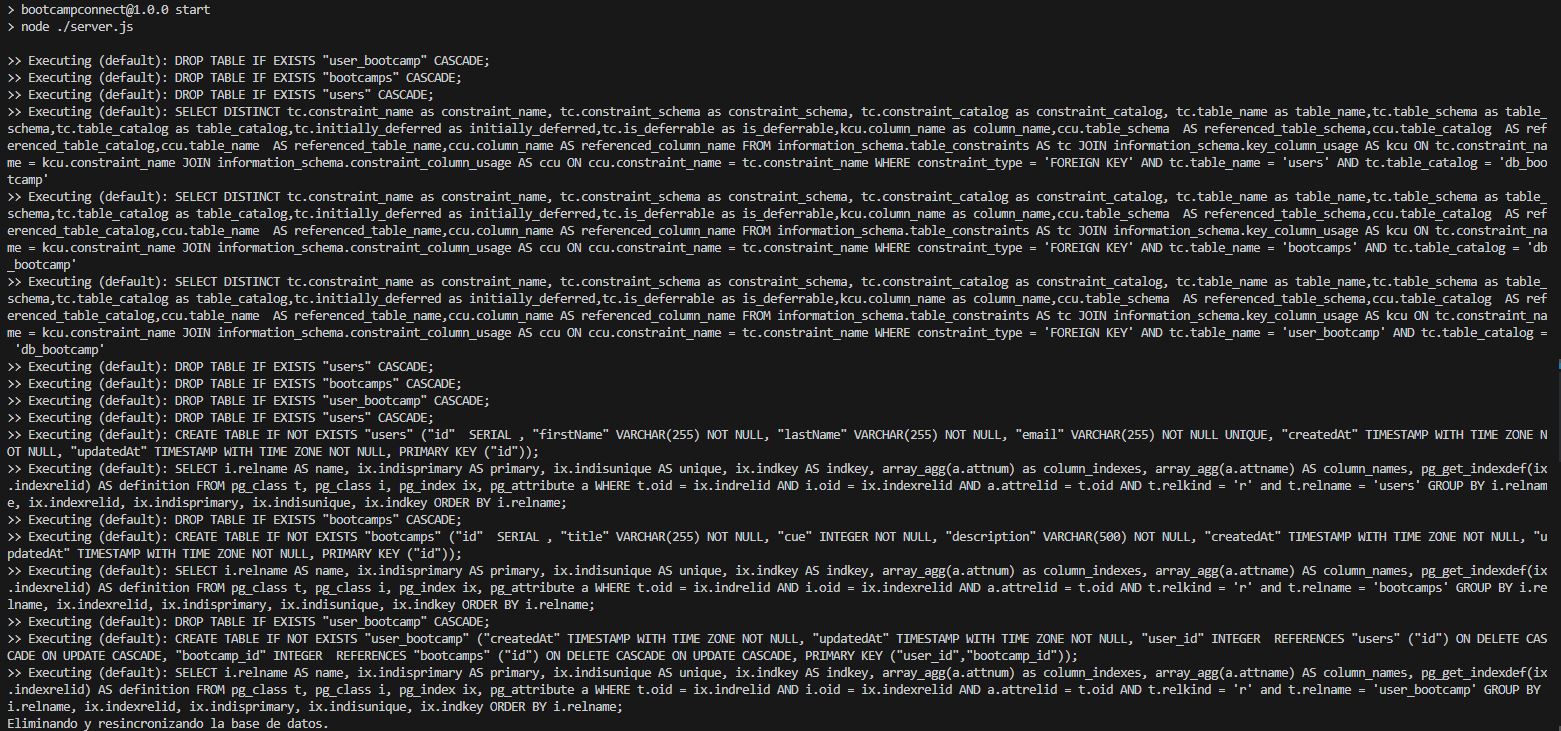 > bootcampconnect@1.0.0 start
> node ./server.js
>> Executing (default): DROP TABLE IF EXISTS "user_bootcamp" CASCADE;
>> Executing (default): DROP TABLE IF EXISTS "bootcamps" CASCADE;
>> Executing (default): DROP TABLE IF EXISTS "users" CASCADE;
>> Executing (default): SELECT DISTINCT tc.constraint_name as constraint_name, tc.constraint_schema as constraint_schema, tc.constraint_catalog as constraint_catalog, tc.table_name as table_name,tc.table_schema as table_
schema,tc.table_catalog as table_catalog,tc.initially_deferred as initially_deferred,tc.is_deferrable as is_deferrable,kcu.column_name as column_name,ccu.table_schema  AS referenced_table_schema,ccu.table_catalog  AS ref
erenced_table_catalog,ccu.table_name  AS referenced_table_name,ccu.column_name AS referenced_column_name FROM information_schema.table_constraints AS tc JOIN information_schema.key_column_usage AS kcu ON tc.constraint_na
me = kcu.constraint_name JOIN information_schema.constraint_column_usage AS ccu ON ccu.constraint_name = tc.constraint_name WHERE constraint_type = 'FOREIGN KEY' AND tc.table_name = 'users' AND tc.table_catalog = 'db_boo
tcamp'
>> Executing (default): SELECT DISTINCT tc.constraint_name as constraint_name, tc.constraint_schema as constraint_schema, tc.constraint_catalog as constraint_catalog, tc.table_name as table_name,tc.table_schema as table_
schema,tc.table_catalog as table_catalog,tc.initially_deferred as initially_deferred,tc.is_deferrable as is_deferrable,kcu.column_name as column_name,ccu.table_schema  AS referenced_table_schema,ccu.table_catalog  AS ref
erenced_table_catalog,ccu.table_name  AS referenced_table_name,ccu.column_name AS referenced_column_name FROM information_schema.table_constraints AS tc JOIN information_schema.key_column_usage AS kcu ON tc.constraint_na
me = kcu.constraint_name JOIN information_schema.constraint_column_usage AS ccu ON ccu.constraint_name = tc.constraint_name WHERE constraint_type = 'FOREIGN KEY' AND tc.table_name = 'bootcamps' AND tc.table_catalog = 'db
_bootcamp'
>> Executing (default): SELECT DISTINCT tc.constraint_name as constraint_name, tc.constraint_schema as constraint_schema, tc.constraint_catalog as constraint_catalog, tc.table_name as table_name,tc.table_schema as table_
schema,tc.table_catalog as table_catalog,tc.initially_deferred as initially_deferred,tc.is_deferrable as is_deferrable,kcu.column_name as column_name,ccu.table_schema  AS referenced_table_schema,ccu.table_catalog  AS ref
erenced_table_catalog,ccu.table_name  AS referenced_table_name,ccu.column_name AS referenced_column_name FROM information_schema.table_constraints AS tc JOIN information_schema.key_column_usage AS kcu ON tc.constraint_na
me = kcu.constraint_name JOIN information_schema.constraint_column_usage AS ccu ON ccu.constraint_name = tc.constraint_name WHERE constraint_type = 'FOREIGN KEY' AND tc.table_name = 'user_bootcamp' AND tc.table_catalog =
 'db_bootcamp'
>> Executing (default): DROP TABLE IF EXISTS "users" CASCADE;
>> Executing (default): DROP TABLE IF EXISTS "bootcamps" CASCADE;
>> Executing (default): DROP TABLE IF EXISTS "user_bootcamp" CASCADE;
>> Executing (default): DROP TABLE IF EXISTS "users" CASCADE;
>> Executing (default): CREATE TABLE IF NOT EXISTS "users" ("id"  SERIAL , "firstName" VARCHAR(255) NOT NULL, "lastName" VARCHAR(255) NOT NULL, "email" VARCHAR(255) NOT NULL UNIQUE, "createdAt" TIMESTAMP WITH TIME ZONE N
OT NULL, "updatedAt" TIMESTAMP WITH TIME ZONE NOT NULL, PRIMARY KEY ("id"));
>> Executing (default): SELECT i.relname AS name, ix.indisprimary AS primary, ix.indisunique AS unique, ix.indkey AS indkey, array_agg(a.attnum) as column_indexes, array_agg(a.attname) AS column_names, pg_get_indexdef(ix
.indexrelid) AS definition FROM pg_class t, pg_class i, pg_index ix, pg_attribute a WHERE t.oid = ix.indrelid AND i.oid = ix.indexrelid AND a.attrelid = t.oid AND t.relkind = 'r' and t.relname = 'users' GROUP BY i.relnam
e, ix.indexrelid, ix.indisprimary, ix.indisunique, ix.indkey ORDER BY i.relname;
>> Executing (default): DROP TABLE IF EXISTS "bootcamps" CASCADE;
>> Executing (default): CREATE TABLE IF NOT EXISTS "bootcamps" ("id"  SERIAL , "title" VARCHAR(255) NOT NULL, "cue" INTEGER NOT NULL, "description" VARCHAR(500) NOT NULL, "createdAt" TIMESTAMP WITH TIME ZONE NOT NULL, "u
pdatedAt" TIMESTAMP WITH TIME ZONE NOT NULL, PRIMARY KEY ("id"));
>> Executing (default): SELECT i.relname AS name, ix.indisprimary AS primary, ix.indisunique AS unique, ix.indkey AS indkey, array_agg(a.attnum) as column_indexes, array_agg(a.attname) AS column_names, pg_get_indexdef(ix
.indexrelid) AS definition FROM pg_class t, pg_class i, pg_index ix, pg_attribute a WHERE t.oid = ix.indrelid AND i.oid = ix.indexrelid AND a.attrelid = t.oid AND t.relkind = 'r' and t.relname = 'bootcamps' GROUP BY i.re
lname, ix.indexrelid, ix.indisprimary, ix.indisunique, ix.indkey ORDER BY i.relname;
>> Executing (default): DROP TABLE IF EXISTS "user_bootcamp" CASCADE;
>> Executing (default): CREATE TABLE IF NOT EXISTS "user_bootcamp" ("createdAt" TIMESTAMP WITH TIME ZONE NOT NULL, "updatedAt" TIMESTAMP WITH TIME ZONE NOT NULL, "user_id" INTEGER  REFERENCES "users" ("id") ON DELETE CAS
CADE ON UPDATE CASCADE, "bootcamp_id" INTEGER  REFERENCES "bootcamps" ("id") ON DELETE CASCADE ON UPDATE CASCADE, PRIMARY KEY ("user_id","bootcamp_id"));
>> Executing (default): SELECT i.relname AS name, ix.indisprimary AS primary, ix.indisunique AS unique, ix.indkey AS indkey, array_agg(a.attnum) as column_indexes, array_agg(a.attname) AS column_names, pg_get_indexdef(ix
.indexrelid) AS definition FROM pg_class t, pg_class i, pg_index ix, pg_attribute a WHERE t.oid = ix.indrelid AND i.oid = ix.indexrelid AND a.attrelid = t.oid AND t.relkind = 'r' and t.relname = 'user_bootcamp' GROUP BY
i.relname, ix.indexrelid, ix.indisprimary, ix.indisunique, ix.indkey ORDER BY i.relname;
Eliminando y resincronizando la base de datos.